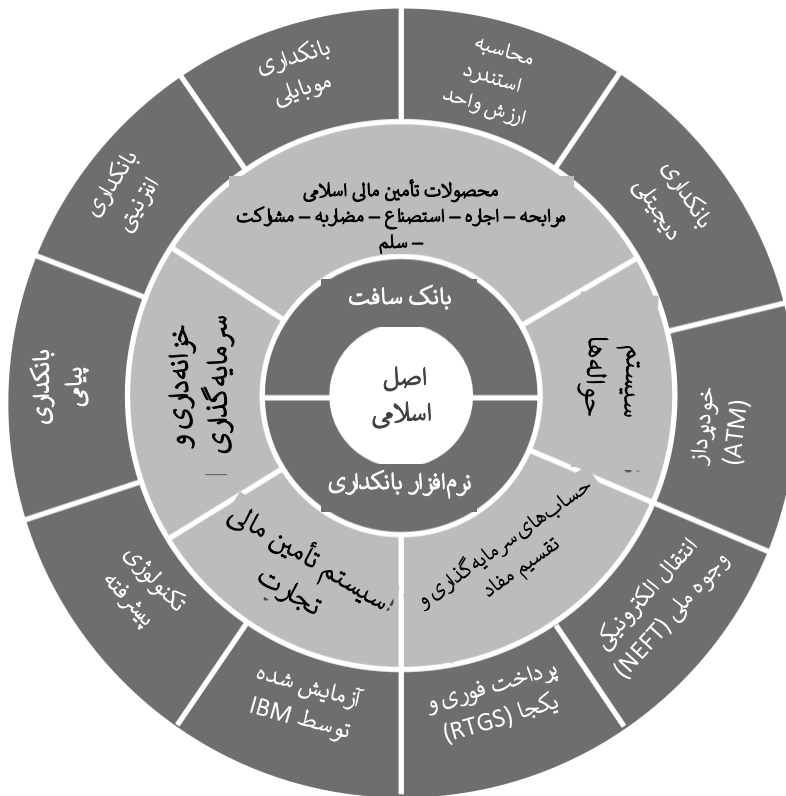 محاسبه
استندرد
ارزش واحد
بانکداری
دیجیتلی
خودپرداز
(ATM)
انتقال الکترونیکی
وجوه ملی (NEFT)
پرداخت فوری و
یکجا (RTGS)
آزمایش شده
توسط IBM
تکنولوژی
پیشرفته
بانکداری
پیامی
بانکداری
انترنیتی
بانکداری
موبایلی
محصولات تأمین مالی اسلامی
مرابحه – اجاره – استصناع – مضاربه – مشارکت
– سلم
سیستم
حواله‌ها
حساب‌های سرمایه‌گذاری و
تقسیم مفاد
سیستم تأمین مالی
تجارت
خزانه‌داری و
سرمایه‌گذاری
بانک سافت
اصل
اسلامی
نرم‌افزار بانکداری